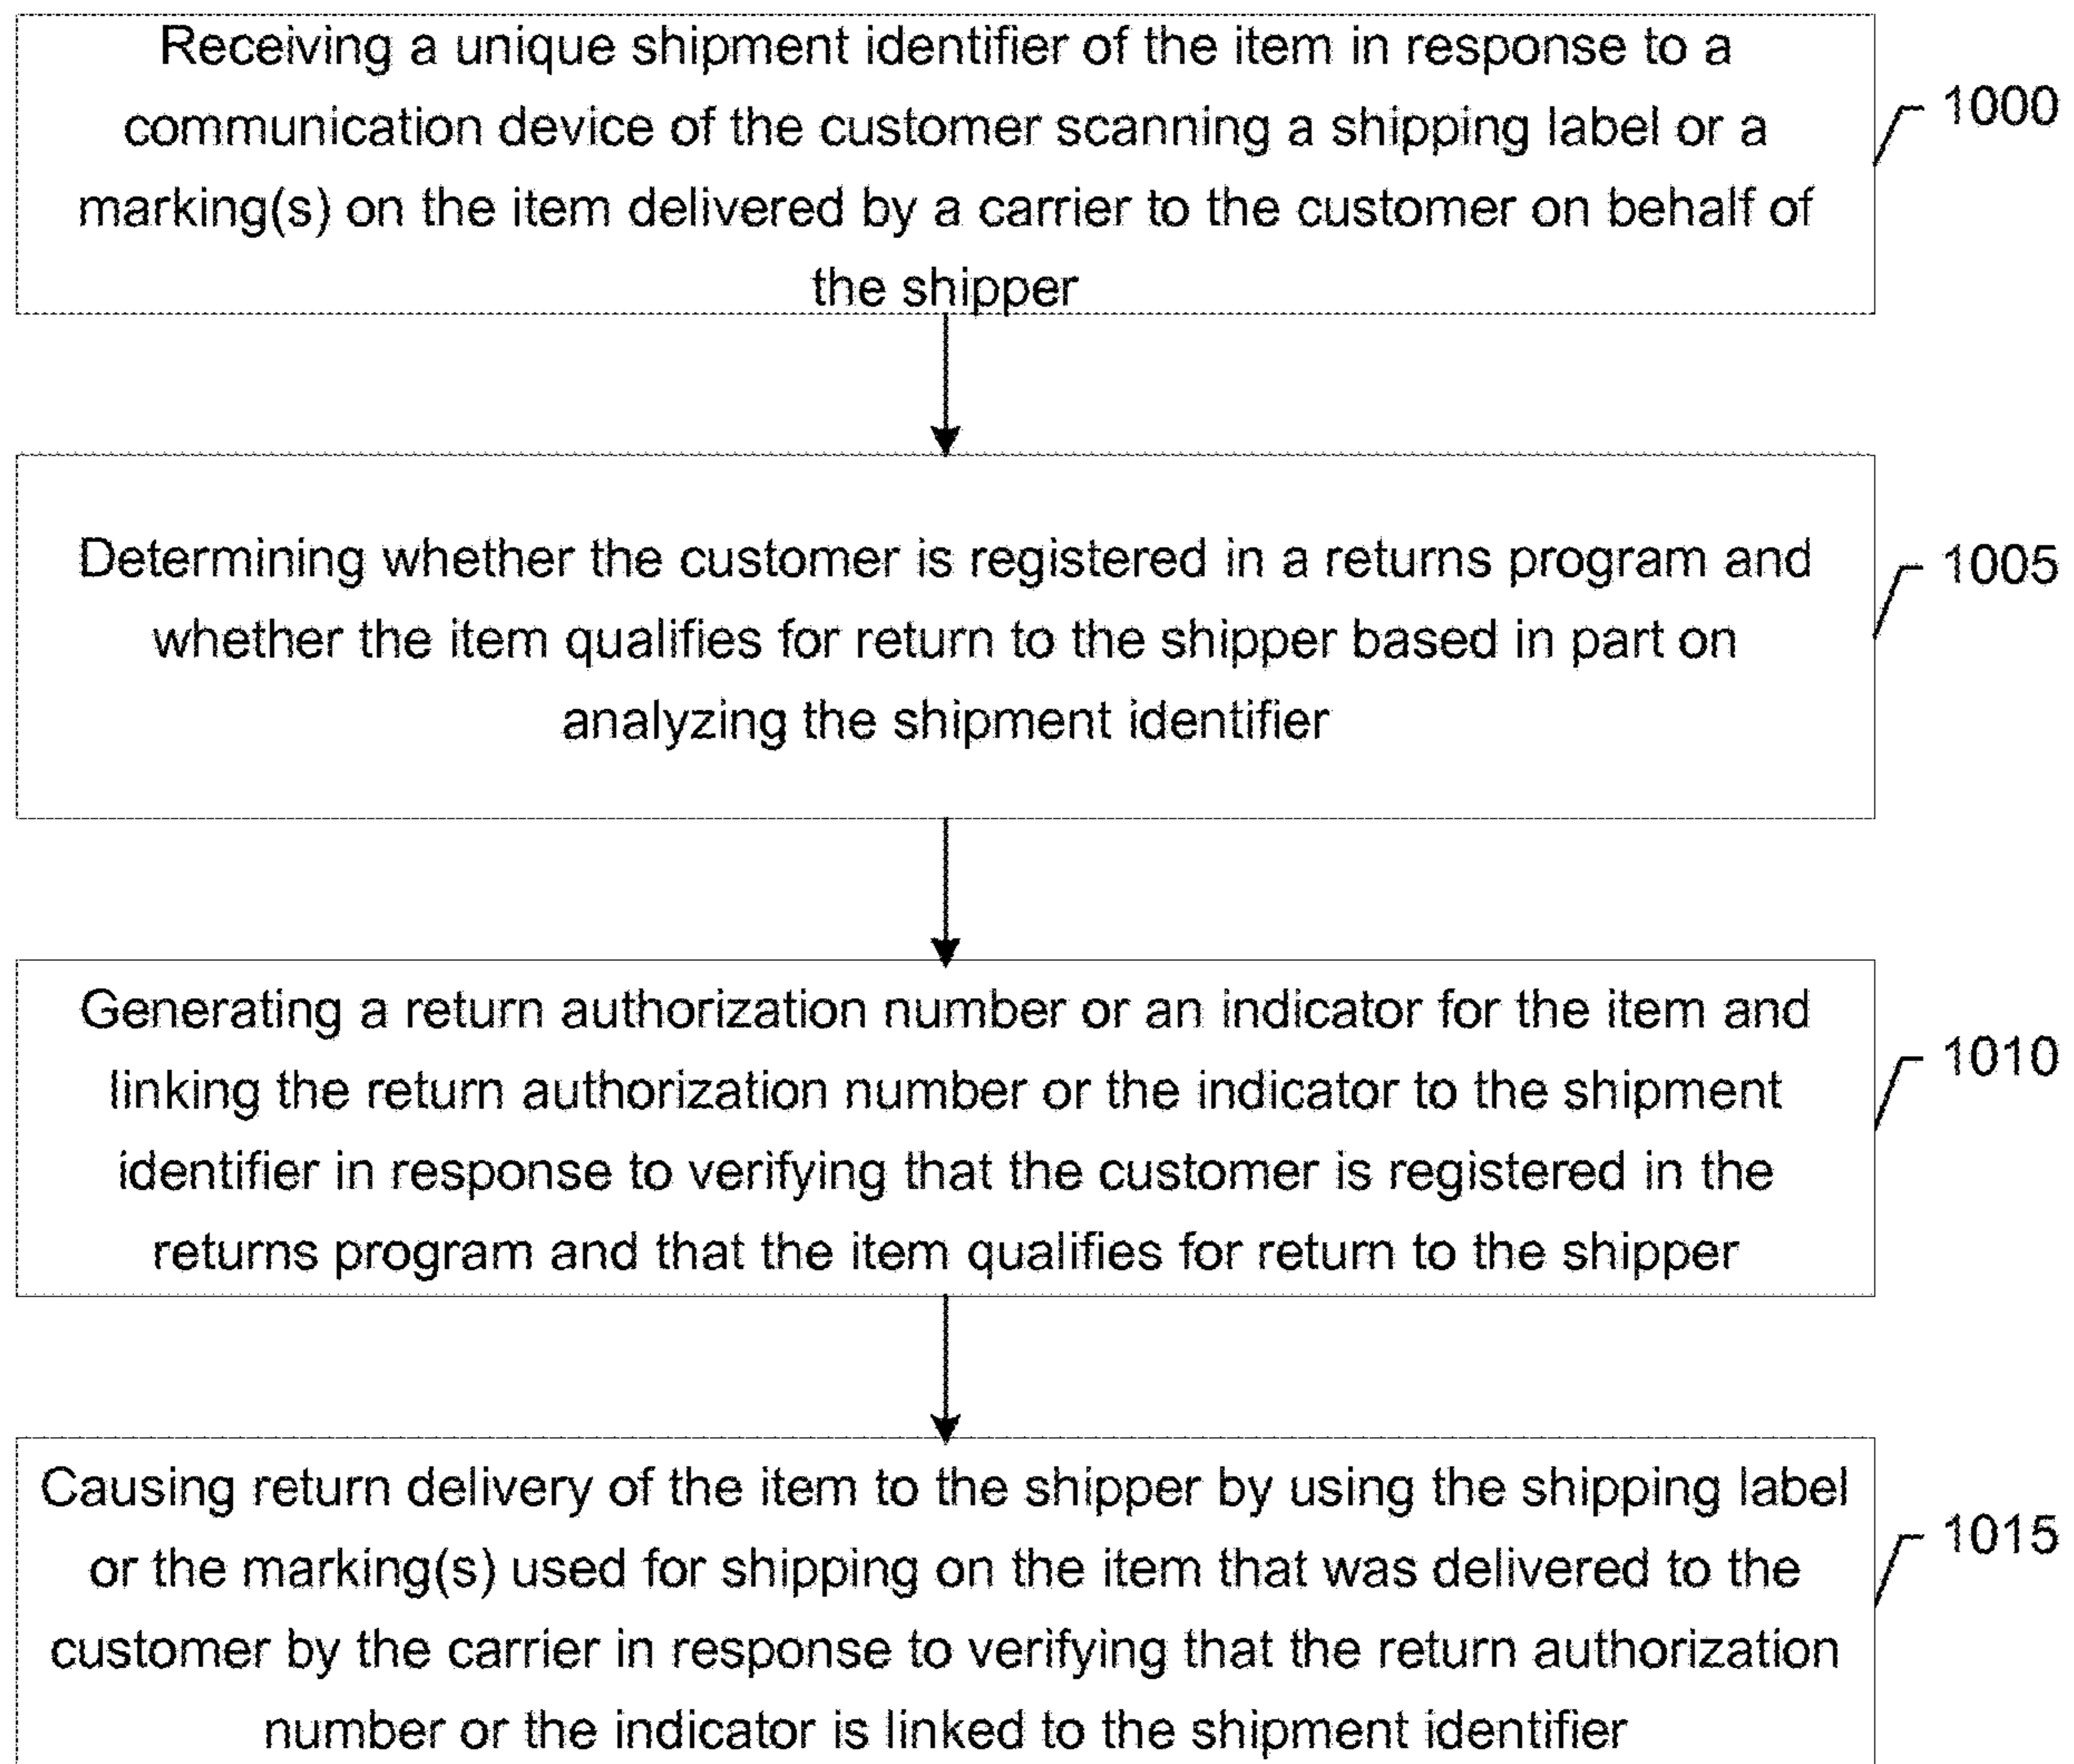 Receiving a unique shipment identifier of the item in response to a
communication device of the customer scanning a shipping label or a
marking(s) on the item delivered by a carrier to the customer on behalf of
the shipper
1000
Determining whether the customer is registered in a returns program and
whether the item qualifies for return to the shipper based in part on
analyzing the shipment identifier
1005
Generating a return authorization number or an indicator for the item and
linking the return authorization number or the indicator to the shipment
identifier in response to verifying that the customer is registered in the
returns program and that the item qualifies for return to the shipper
1010
Causing return delivery of the item to the shipper by using the shipping label
or the marking(s) used for shipping on the item that was delivered to the
customer by the carrier in response to verifying that the return authorization
number or the indicator is linked to the shipment identifier
1015